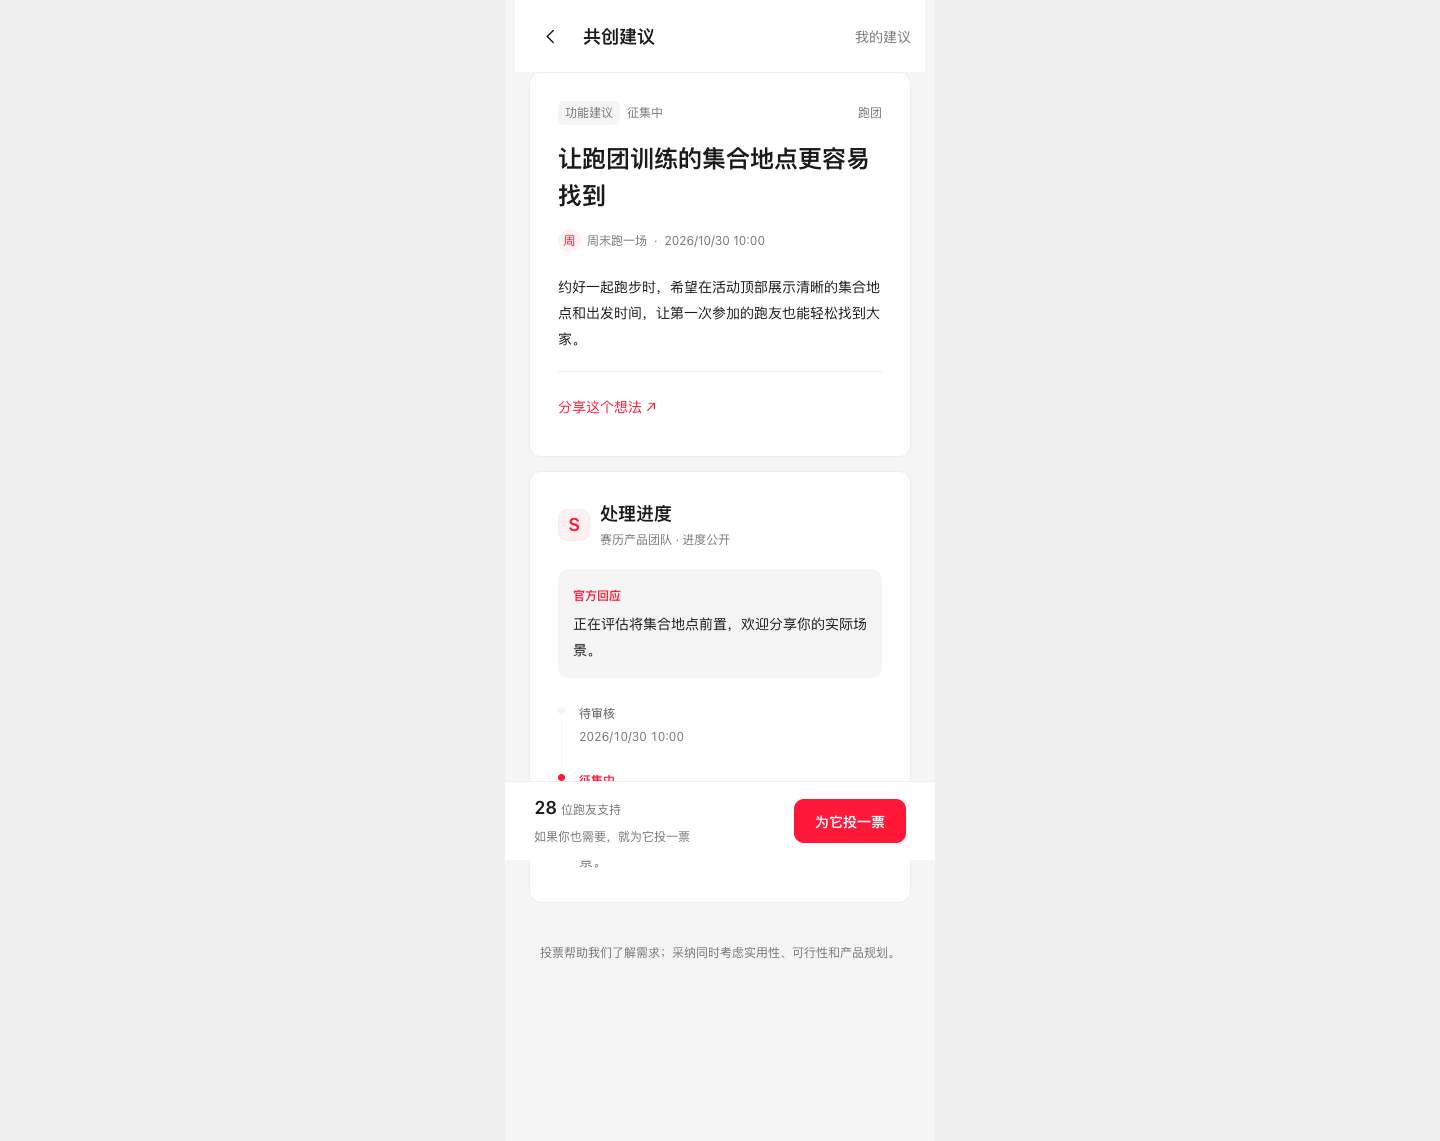 共创建议
我的建议
功能建议 征集中
跑团
让跑团训练的集合地点更容易
找到
周 周末跑一场 · 2026/10/30 10:00
约好一起跑步时，希望在活动顶部展示清晰的集合地
点和出发时间，让第一次参加的跑友也能轻松找到大
家。
分享这个想法 ↗
S
处理进度
赛历产品团队 · 进度公开
官方回应
正在评估将集合地点前置，欢迎分享你的实际场
景。
待审核
2026/10/30 10:00
征集中
28 位跑友支持
如果你也需要，就为它投一票
为它投一票
景。
投票帮助我们了解需求；采纳同时考虑实用性、可行性和产品规划。